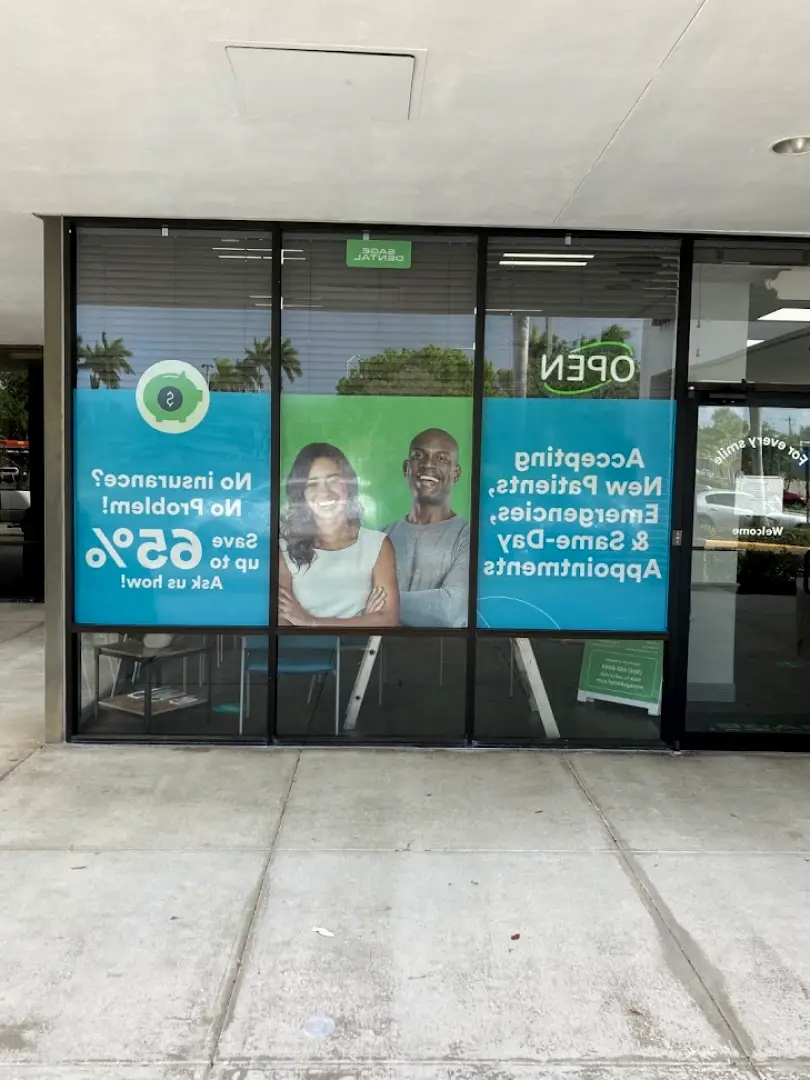 SAGE
DENTAL
OPEN
$
No insurance?
No Problem!
Save
up to
65%
Ask us how!
Accepting
New Patients,
Emergencies,
& Same-Day
Appointments
For every smile
Welcome